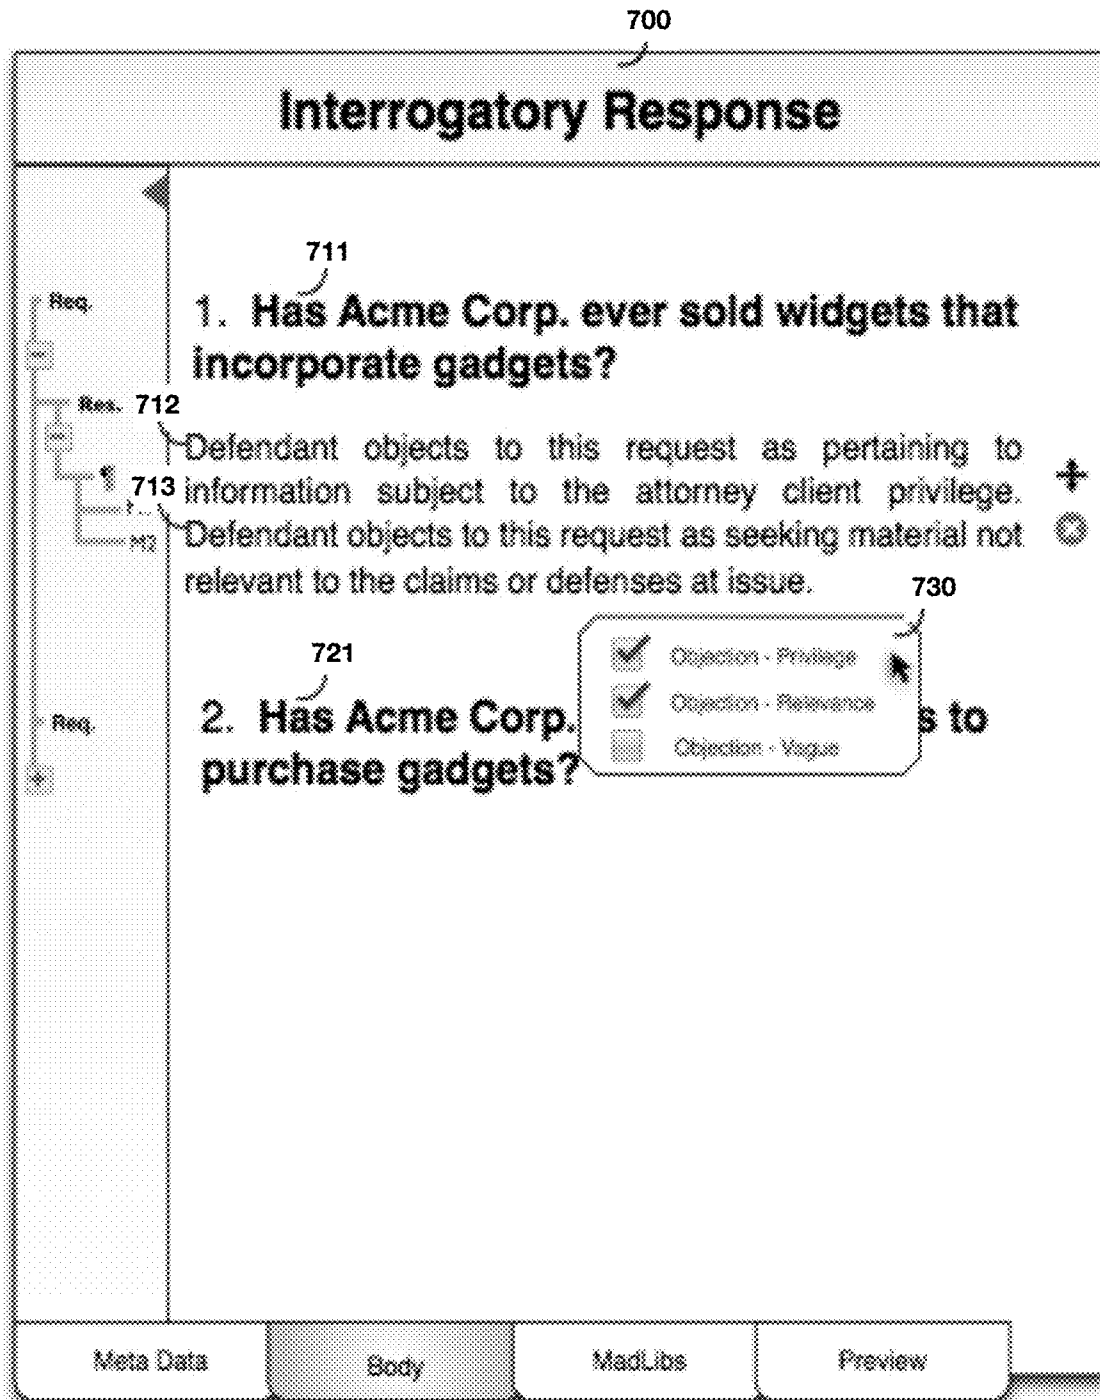 700
Interrogatory Response
711
Req.
1. Has Acme Corp. ever sold widgets that
incorporate gadgets?
Res. 712
Defendant objects to this request as pertaining to
¶
713 information subject to the attorney client privilege.
M2 Defendant objects to this request as seeking material not
relevant to the claims or defenses at issue.
730
721
Objection - Privilege
Objection - Relevance
Objection - Vague
Req.
2. Has Acme Corp. s to
purchase gadgets?
Meta Data Body MadLibs Preview